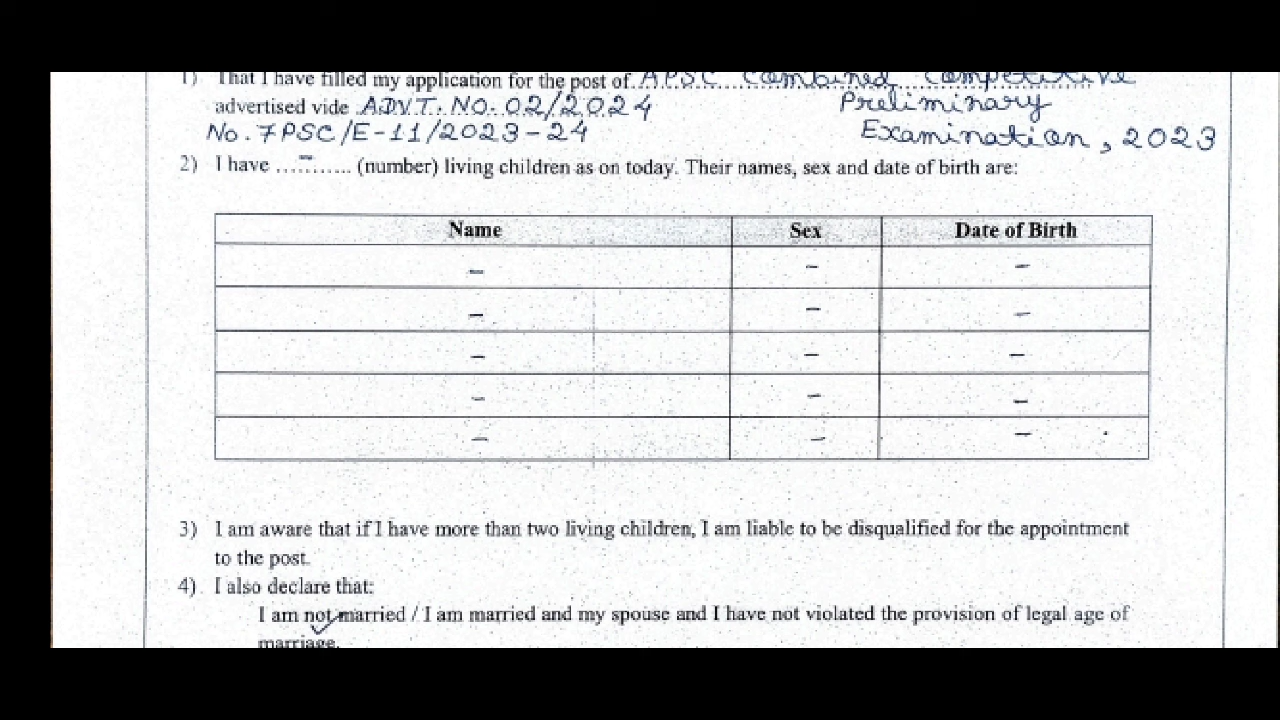 1) That I have filled my application for the post of APSC Combined Competitive
advertised vide ADVT. NO. 02/2024 Preliminary
No. 7PSC/E-11/2023-24 Examination, 2023
2) I have ...–....... (number) living children as on today. Their names, sex and date of birth are:
Name Sex Date of Birth
– – –
– – –
– – –
– – –
– – –
3) I am aware that if I have more than two living children, I am liable to be disqualified for the appointment
to the post.
4) I also declare that:
I am not married / I am married and my spouse and I have not violated the provision of legal age of
marriage.